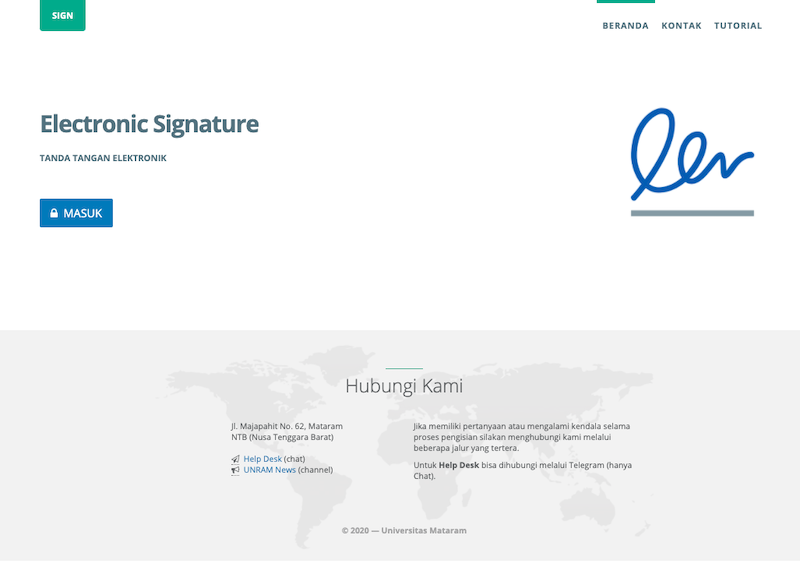 SIGN
BERANDA KONTAK TUTORIAL
Electronic Signature
TANDA TANGAN ELEKTRONIK
MASUK
Hubungi Kami
Jl. Majapahit No. 62, Mataram
NTB (Nusa Tenggara Barat)
Help Desk (chat)
UNRAM News (channel)
Jika memiliki pertanyaan atau mengalami kendala selama
proses pengisian silakan menghubungi kami melalui
beberapa jalur yang tertera.
Untuk Help Desk bisa dihubungi melalui Telegram (hanya
Chat).
© 2020 — Universitas Mataram